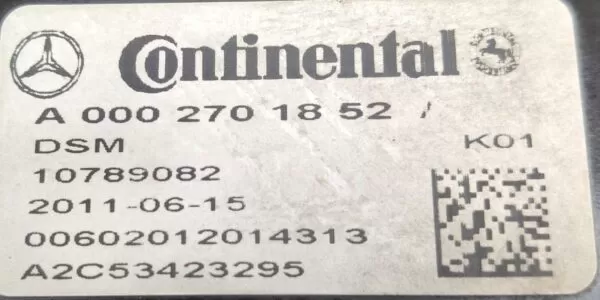 Continental
A 000 270 18 52 /
DSM K01
10789082
2011-06-15
00602012014313
A2C53423295